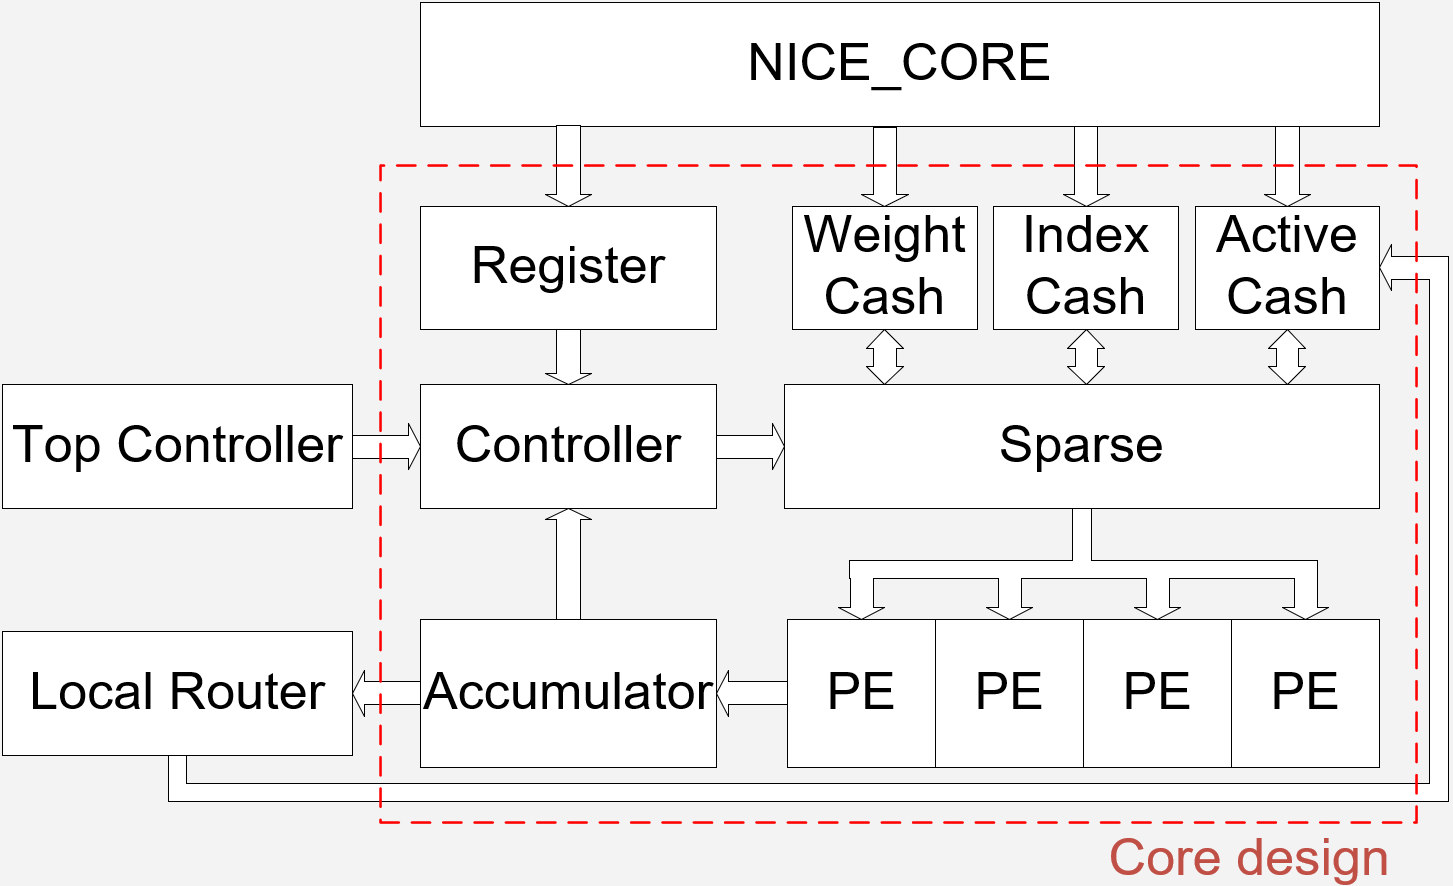 NICE_CORE
Register
Weight
Cash
Index
Cash
Active
Cash
Top Controller
Controller
Sparse
Local Router
Accumulator
PE
PE
PE
PE
Core design